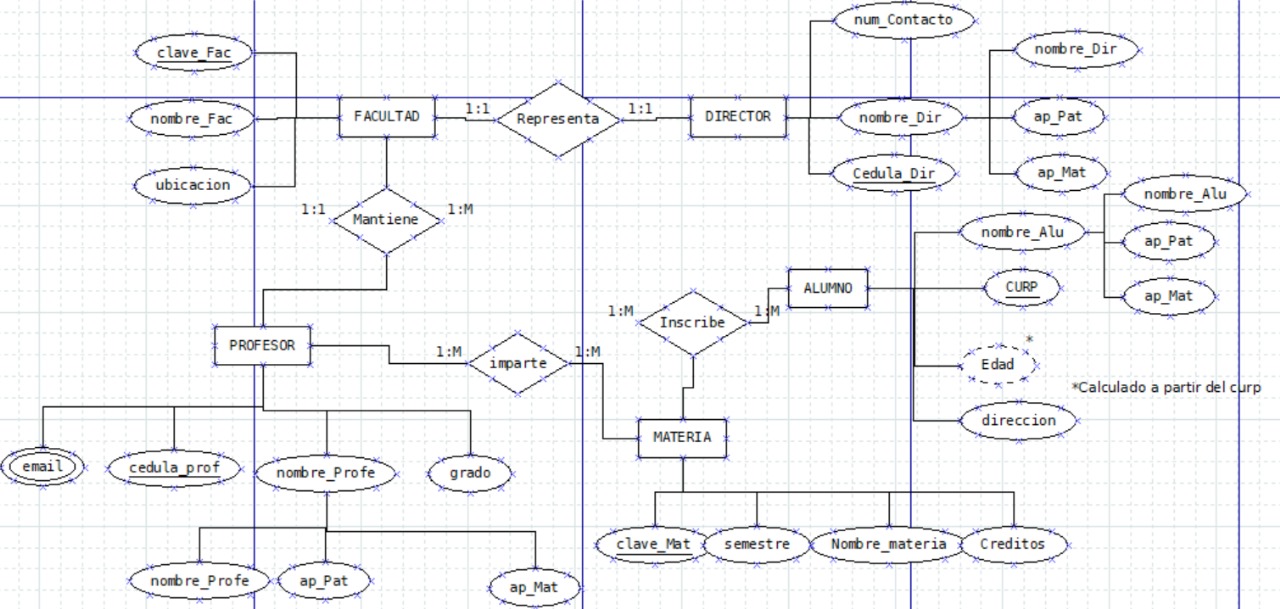 num_Contacto
clave_Fac
nombre_Dir
FACULTAD
1:1
Representa
1:1
DIRECTOR
nombre_Fac
nombre_Dir
ap_Pat
ubicacion
Cedula_Dir
ap_Mat
nombre_Alu
1:1
Mantiene
1:M
nombre_Alu
ap_Pat
ALUMNO
CURP
ap_Mat
1:M
Inscribe
1:M
PROFESOR
1:M
imparte
1:M
*
Edad
*Calculado a partir del curp
direccion
MATERIA
email
cedula_prof
nombre_Profe
grado
clave_Mat
semestre
Nombre_materia
Creditos
nombre_Profe
ap_Pat
ap_Mat